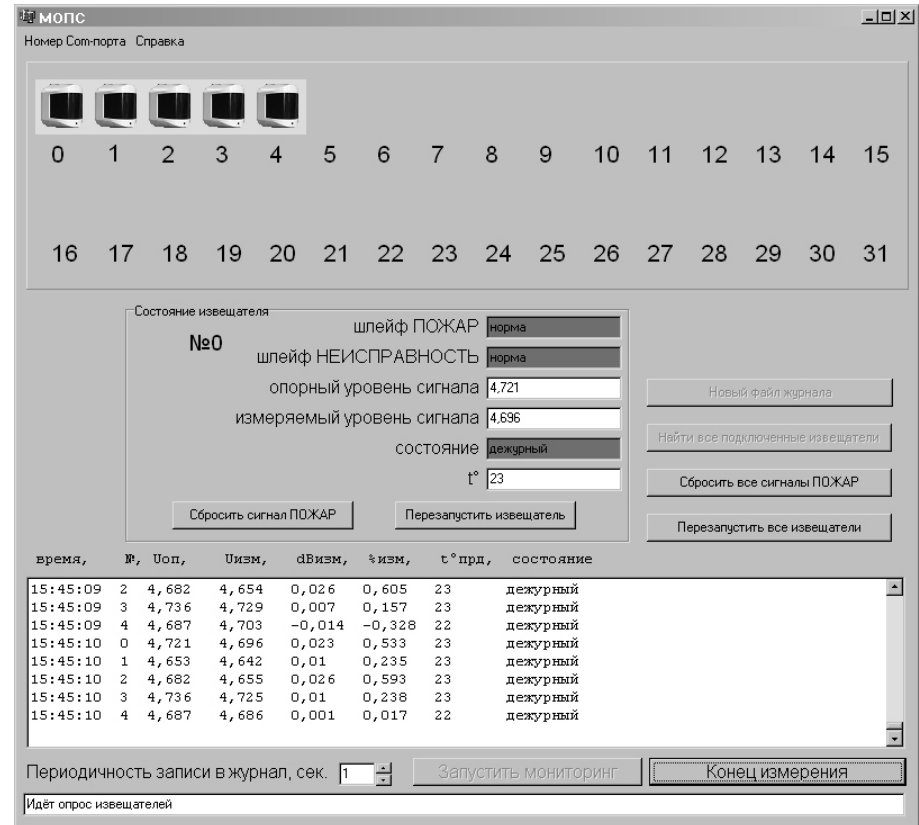 МОПС
Номер Com-порта Справка
0 1 2 3 4 5 6 7 8 9 10 11 12 13 14 15
16 17 18 19 20 21 22 23 24 25 26 27 28 29 30 31
Состояние извещателя
№0
шлейф ПОЖАР норма
шлейф НЕИСПРАВНОСТЬ норма
опорный уровень сигнала 4,721
измеряемый уровень сигнала 4,696
состояние дежурный
t° 23
Сбросить сигнал ПОЖАР Перезапустить извещатель
Новый файл журнала
Найти все подключенные извещатели
Сбросить все сигналы ПОЖАР
Перезапустить все извещатели
время, №, Uоп, Uизм, dBизм, %изм, t°прд, состояние
15:45:09 2 4,682 4,654 0,026 0,605 23 дежурный
15:45:09 3 4,736 4,729 0,007 0,157 23 дежурный
15:45:09 4 4,687 4,703 -0,014 -0,328 22 дежурный
15:45:10 0 4,721 4,696 0,023 0,533 23 дежурный
15:45:10 1 4,653 4,642 0,01 0,235 23 дежурный
15:45:10 2 4,682 4,655 0,026 0,593 23 дежурный
15:45:10 3 4,736 4,725 0,01 0,238 23 дежурный
15:45:10 4 4,687 4,686 0,001 0,017 22 дежурный
Периодичность записи в журнал, сек. 1 Запустить мониторинг Конец измерения
Идёт опрос извещателей